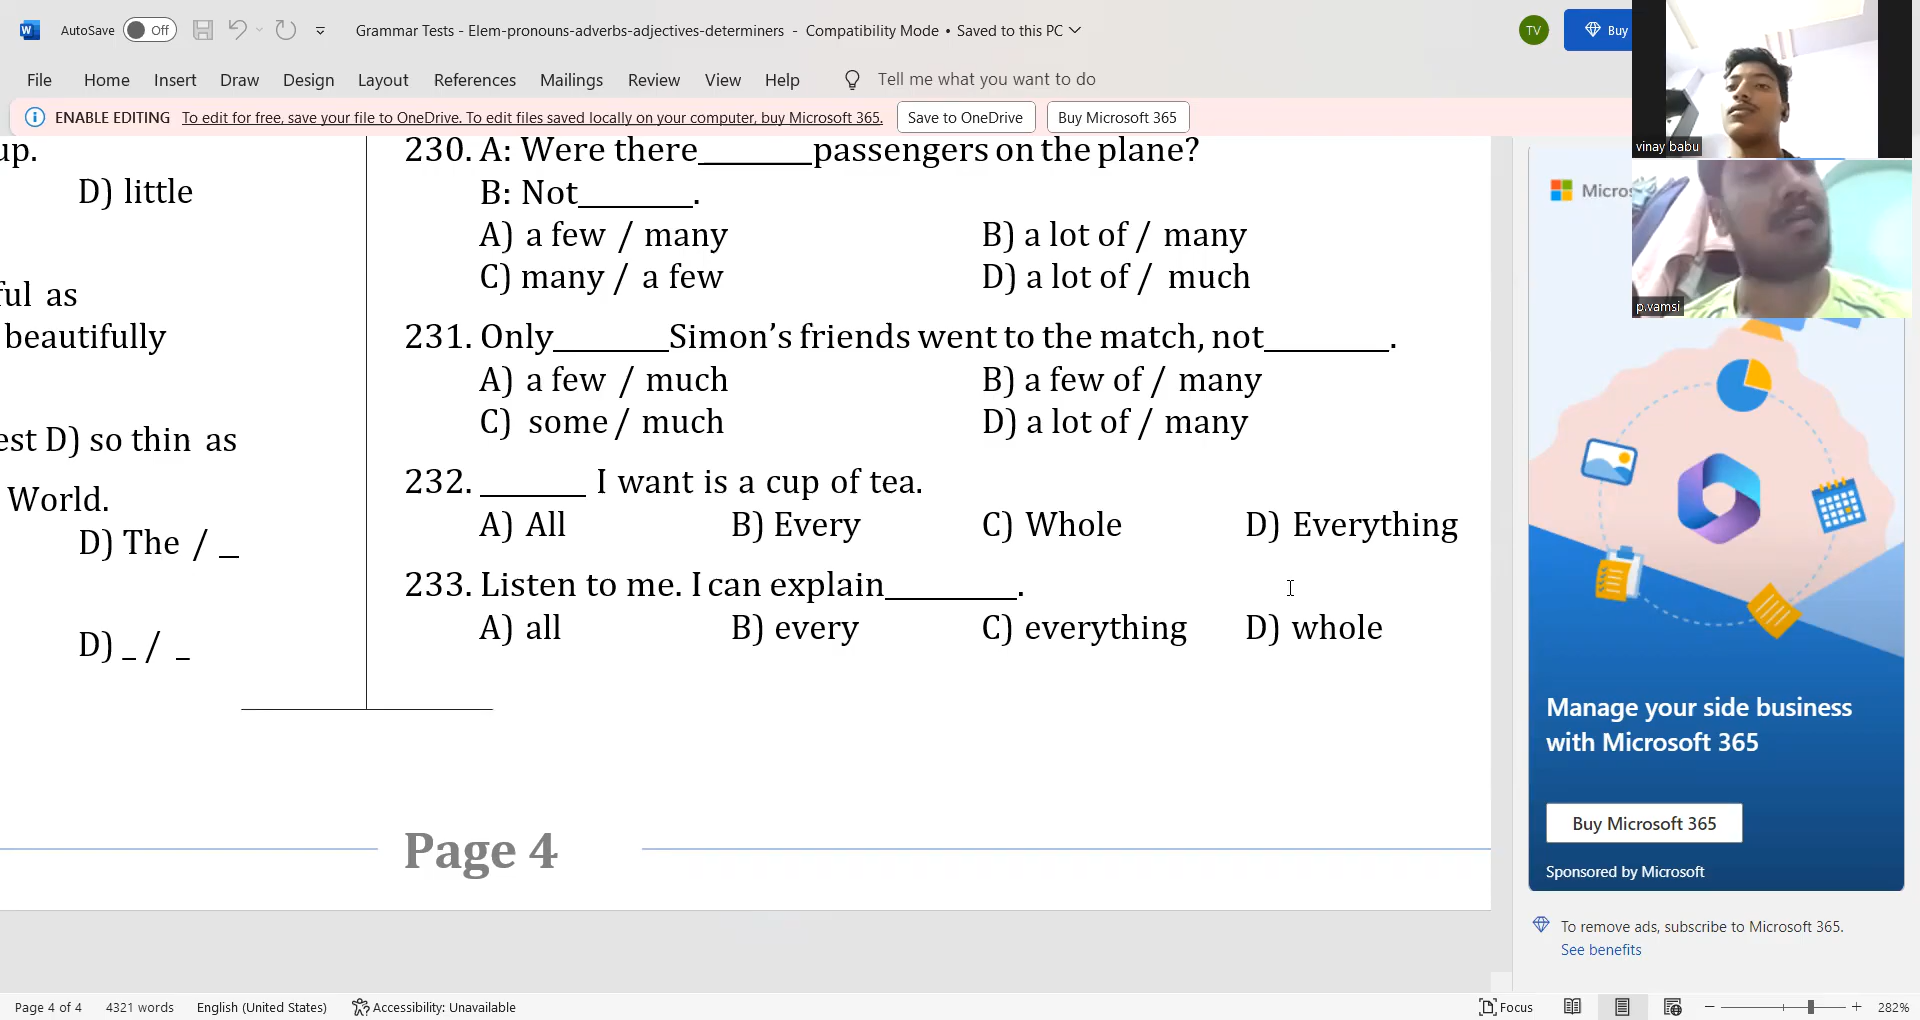 AutoSave Off
Grammar Tests - Elem-pronouns-adverbs-adjectives-determiners - Compatibility Mode • Saved to this PC
TV
Buy
File Home Insert Draw Design Layout References Mailings Review View Help Tell me what you want to do
ENABLE EDITING To edit for free, save your file to OneDrive. To edit files saved locally on your computer, buy Microsoft 365. Save to OneDrive Buy Microsoft 365
up.
D) little
ful as
beautifully
est D) so thin as
World.
D) The / _
D) _ / _
230. A: Were there________passengers on the plane?
B: Not________.
A) a few / many B) a lot of / many
C) many / a few D) a lot of / much
231. Only________Simon’s friends went to the match, not_________.
A) a few / much B) a few of / many
C) some / much D) a lot of / many
232. _______ I want is a cup of tea.
A) All B) Every C) Whole D) Everything
233. Listen to me. I can explain_________.
A) all B) every C) everything D) whole
Page 4
vinay babu
p.vamsi
Manage your side business
with Microsoft 365
Buy Microsoft 365
Sponsored by Microsoft
To remove ads, subscribe to Microsoft 365.
See benefits
Page 4 of 4 4321 words English (United States) Accessibility: Unavailable Focus 282%